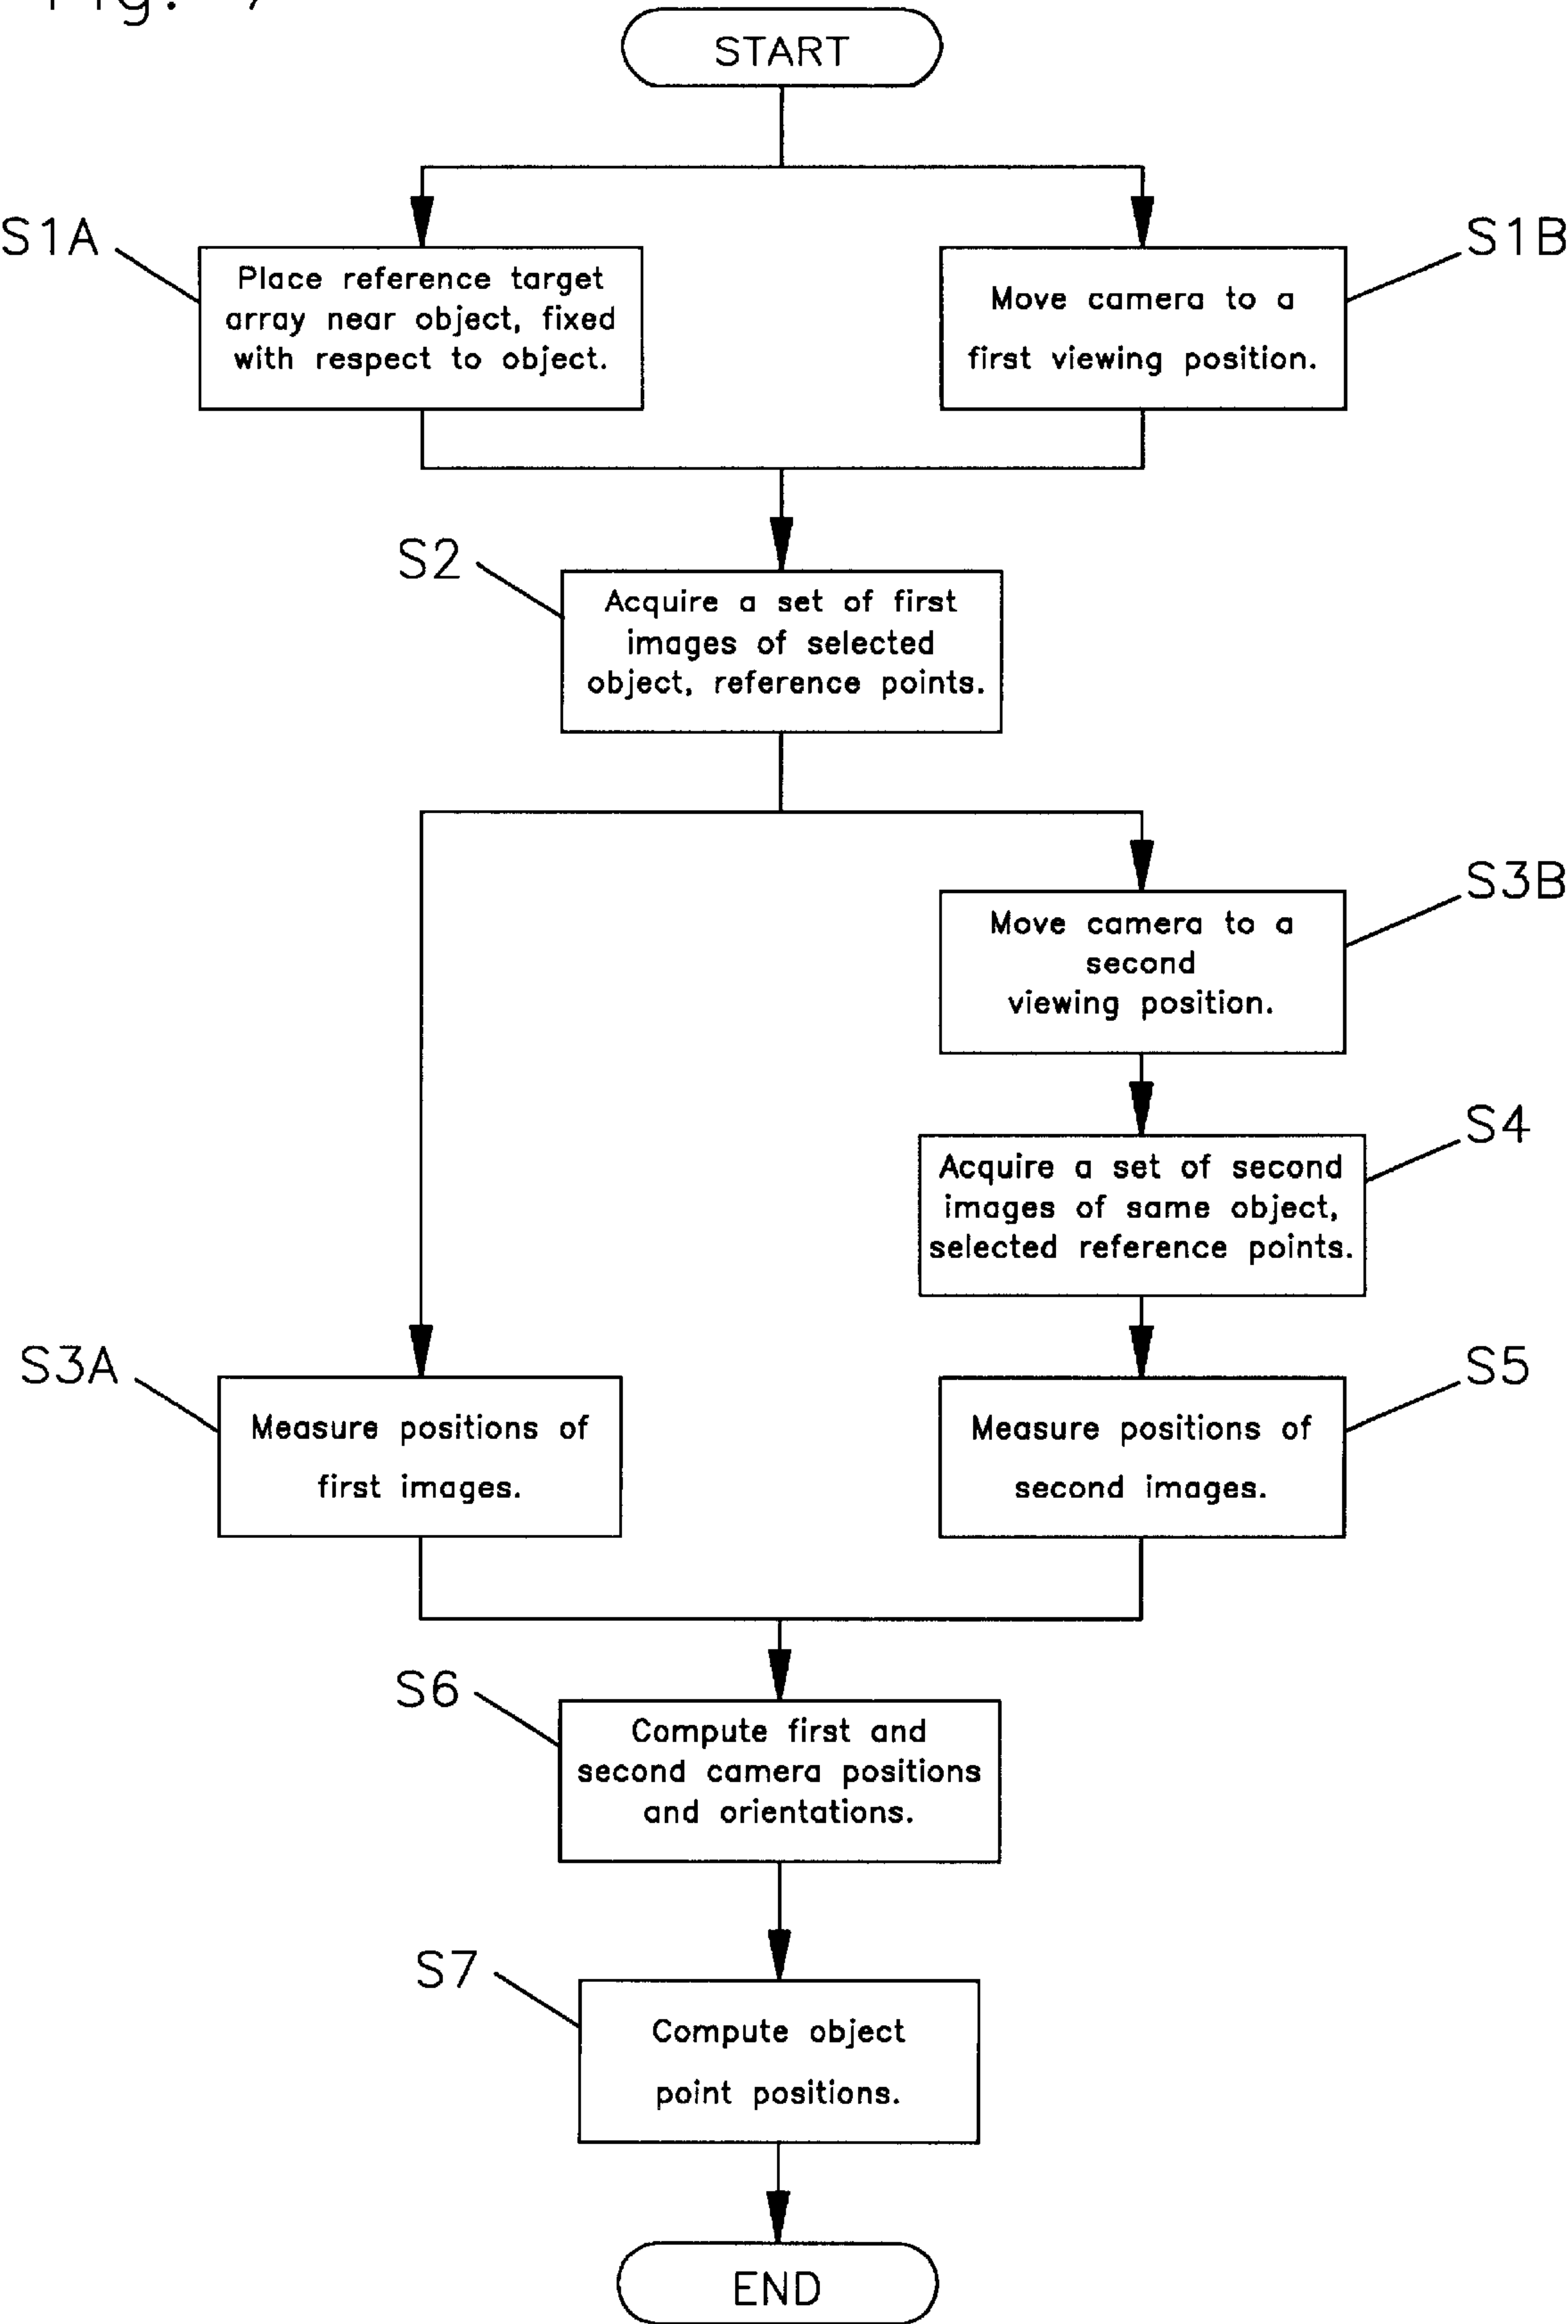 Fig.
START
S1A
Place reference target
array near object, fixed
with respect to object.
S1B
Move camera to a
first viewing position.
S2
Acquire a set of first
images of selected
object, reference points.
S3B
Move camera to a
second
viewing position.
S4
Acquire a set of second
images of same object,
selected reference points.
S3A
Measure positions of
first images.
S5
Measure positions of
second images.
S6
Compute first and
second camera positions
and orientations.
S7
Compute object
point positions.
END